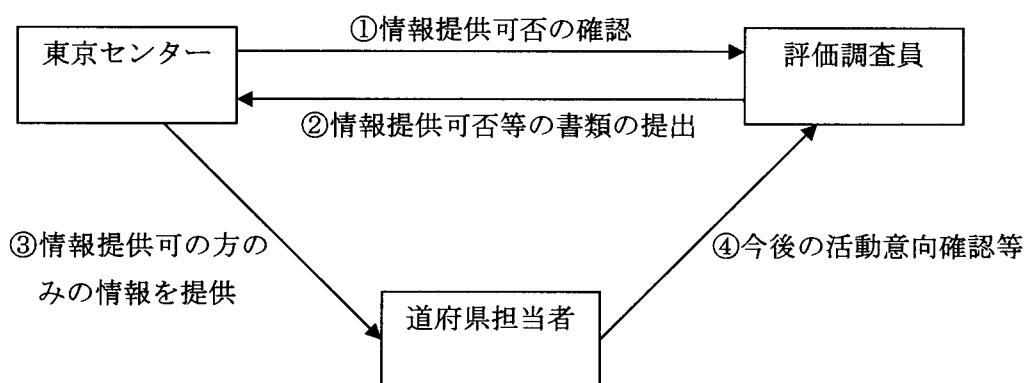 ①情報提供可否の確認
東京センター
評価調査員
②情報提供可否等の書類の提出
③情報提供可の方の
みの情報を提供
④今後の活動意向確認等
道府県担当者